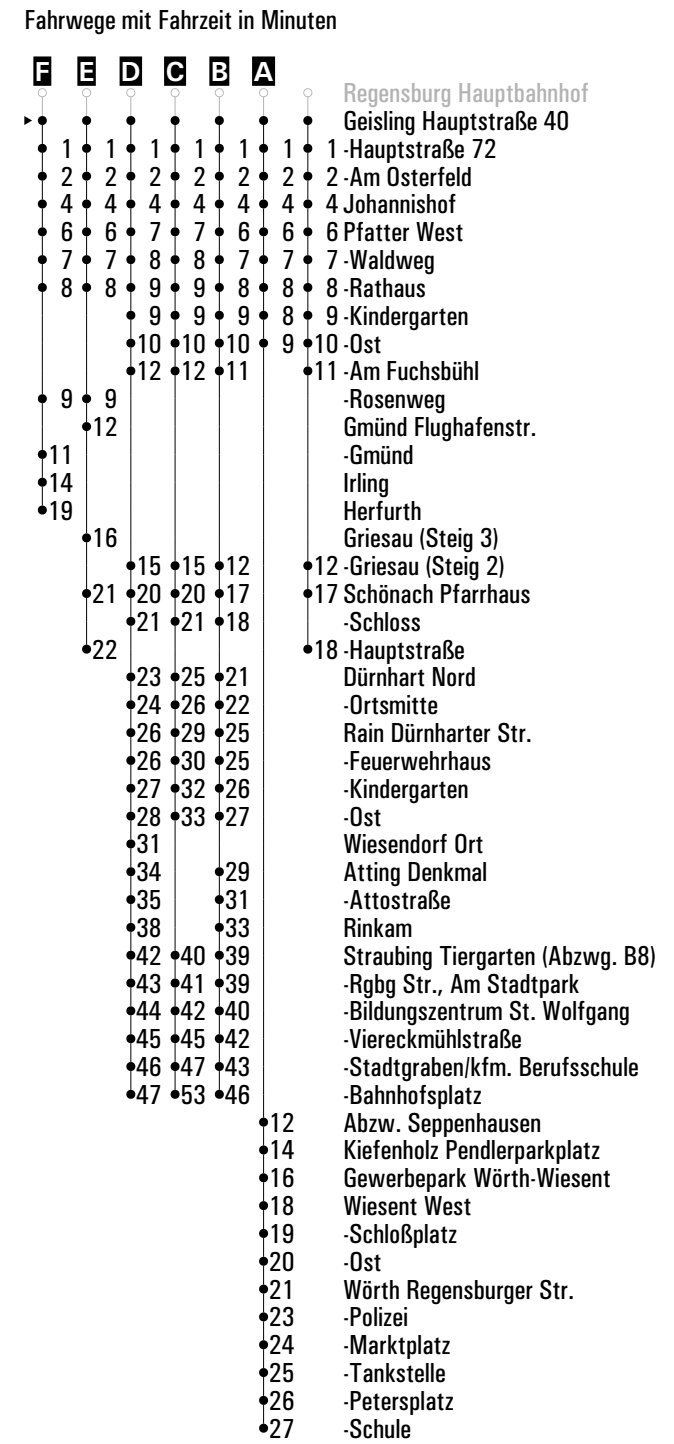 Fahrwege mit Fahrzeit in Minuten
F E D C B A
Regensburg Hauptbahnhof
Geisling Hauptstraße 40
1 1 1 1 1 1 1 -Hauptstraße 72
2 2 2 2 2 2 2 -Am Osterfeld
4 4 4 4 4 4 4 Johannishof
6 6 7 7 6 6 6 Pfatter West
7 7 8 8 7 7 7 -Waldweg
8 8 9 9 8 8 8 -Rathaus
9 9 9 8 9 -Kindergarten
10 10 10 9 10 -Ost
12 12 11 11 -Am Fuchsbühl
9 9 -Rosenweg
12 Gmünd Flughafenstr.
11 -Gmünd
14 Irling
19 Herfurth
16 Griesau (Steig 3)
15 15 12 12 -Griesau (Steig 2)
21 20 20 17 17 Schönach Pfarrhaus
21 21 18 -Schloss
22 18 -Hauptstraße
23 25 21 Dürnhart Nord
24 26 22 -Ortsmitte
26 29 25 Rain Dürnharter Str.
26 30 25 -Feuerwehrhaus
27 32 26 -Kindergarten
28 33 27 -Ost
31 Wiesendorf Ort
34 29 Atting Denkmal
35 31 -Attostraße
38 33 Rinkam
42 40 39 Straubing Tiergarten (Abzwg. B8)
43 41 39 -Rgbg Str., Am Stadtpark
44 42 40 -Bildungszentrum St. Wolfgang
45 45 42 -Viereckmühlstraße
46 47 43 -Stadtgraben/kfm. Berufsschule
47 53 46 -Bahnhofsplatz
12 Abzw. Seppenhausen
14 Kiefenholz Pendlerparkplatz
16 Gewerbepark Wörth-Wiesent
18 Wiesent West
19 -Schloßplatz
20 -Ost
21 Wörth Regensburger Str.
23 -Polizei
24 -Marktplatz
25 -Tankstelle
26 -Petersplatz
27 -Schule